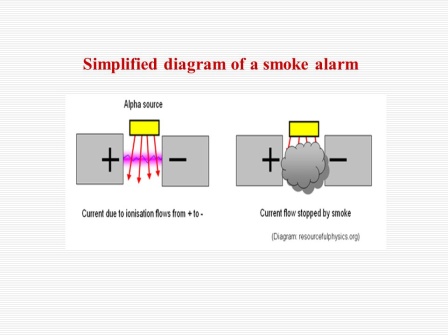 Simplified diagram of a smoke alarm
Alpha source
+ − + −
Current due to ionisation flows from + to -
Current flow stopped by smoke
(Diagram: resourcefulphysics.org)